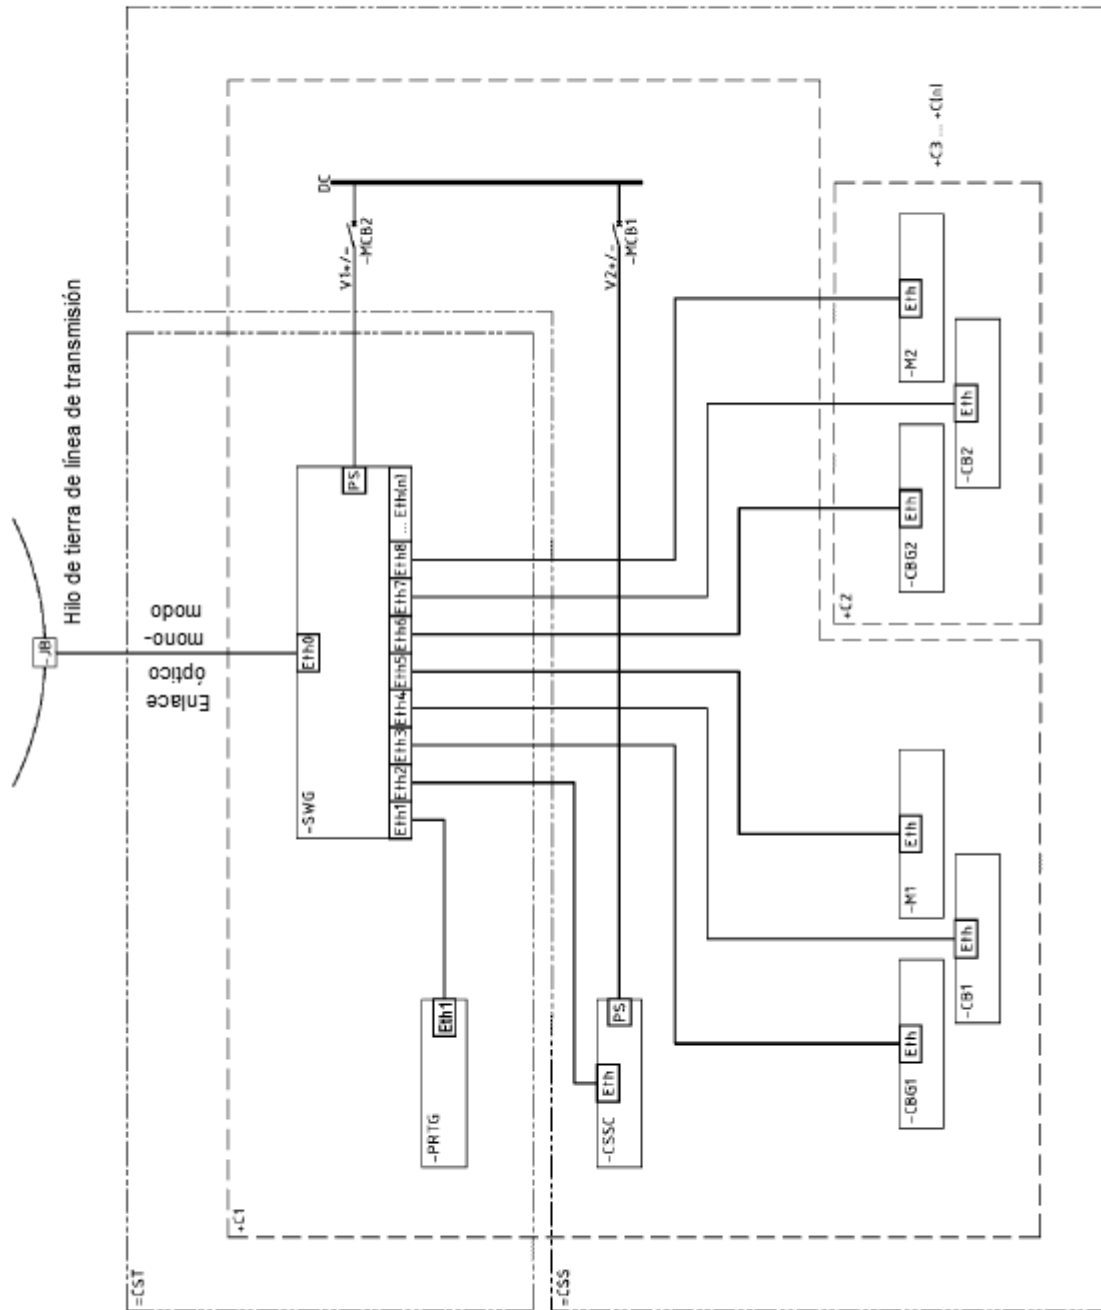 Hilo de tierra de línea de transmisión
-JB
Enlace
óptico
mono-
modo
=CST
+C1
-SWG
Eth0
PS
Eth1
Eth2
Eth3
Eth4
Eth5
Eth6
Eth7
Eth8
... Eth(n)
DC
V1+/-
-MCB2
V2+/-
-MCB1
-PRTG
Eth1
=CSS
-CSSC
Eth
PS
-CBG1
Eth
-CB1
Eth
-M1
Eth
+C2
-CBG2
Eth
-CB2
Eth
-M2
Eth
+C3 ... +C(n)